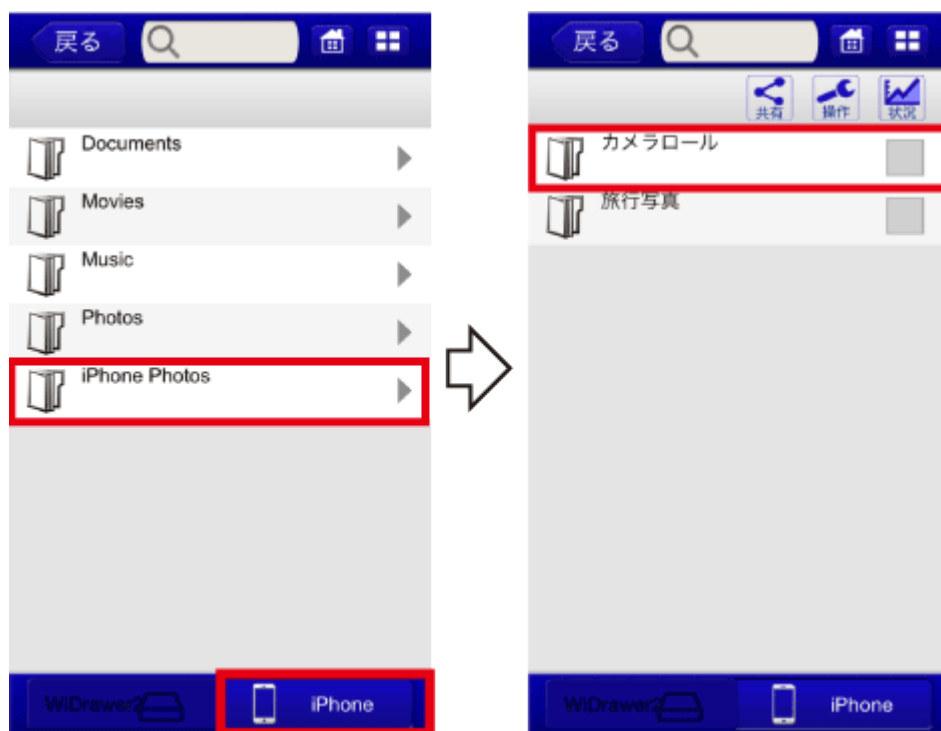 戻る
Documents
Movies
Music
Photos
iPhone Photos
WiDrawer2
iPhone
戻る
共有
操作
状況
カメラロール
旅行写真
WiDrawer2
iPhone